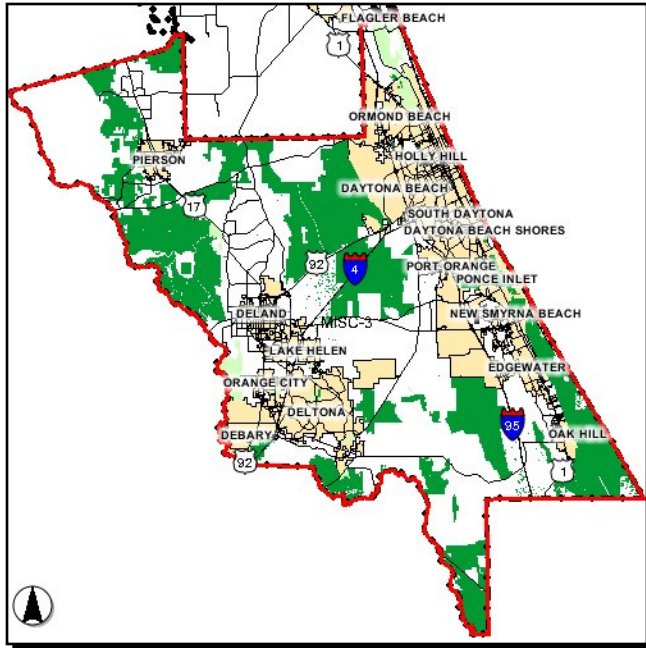 FLAGLER BEACH
1
ORMOND BEACH
HOLLY HILL
PIERSON
DAYTONA BEACH
17
SOUTH DAYTONA
DAYTONA BEACH SHORES
92
4
PORT ORANGE
PONCE INLET
DELAND
MISC-3
NEW SMYRNA BEACH
LAKE HELEN
EDGEWATER
ORANGE CITY
DELTONA
95
DEBARY
OAK HILL
92
1